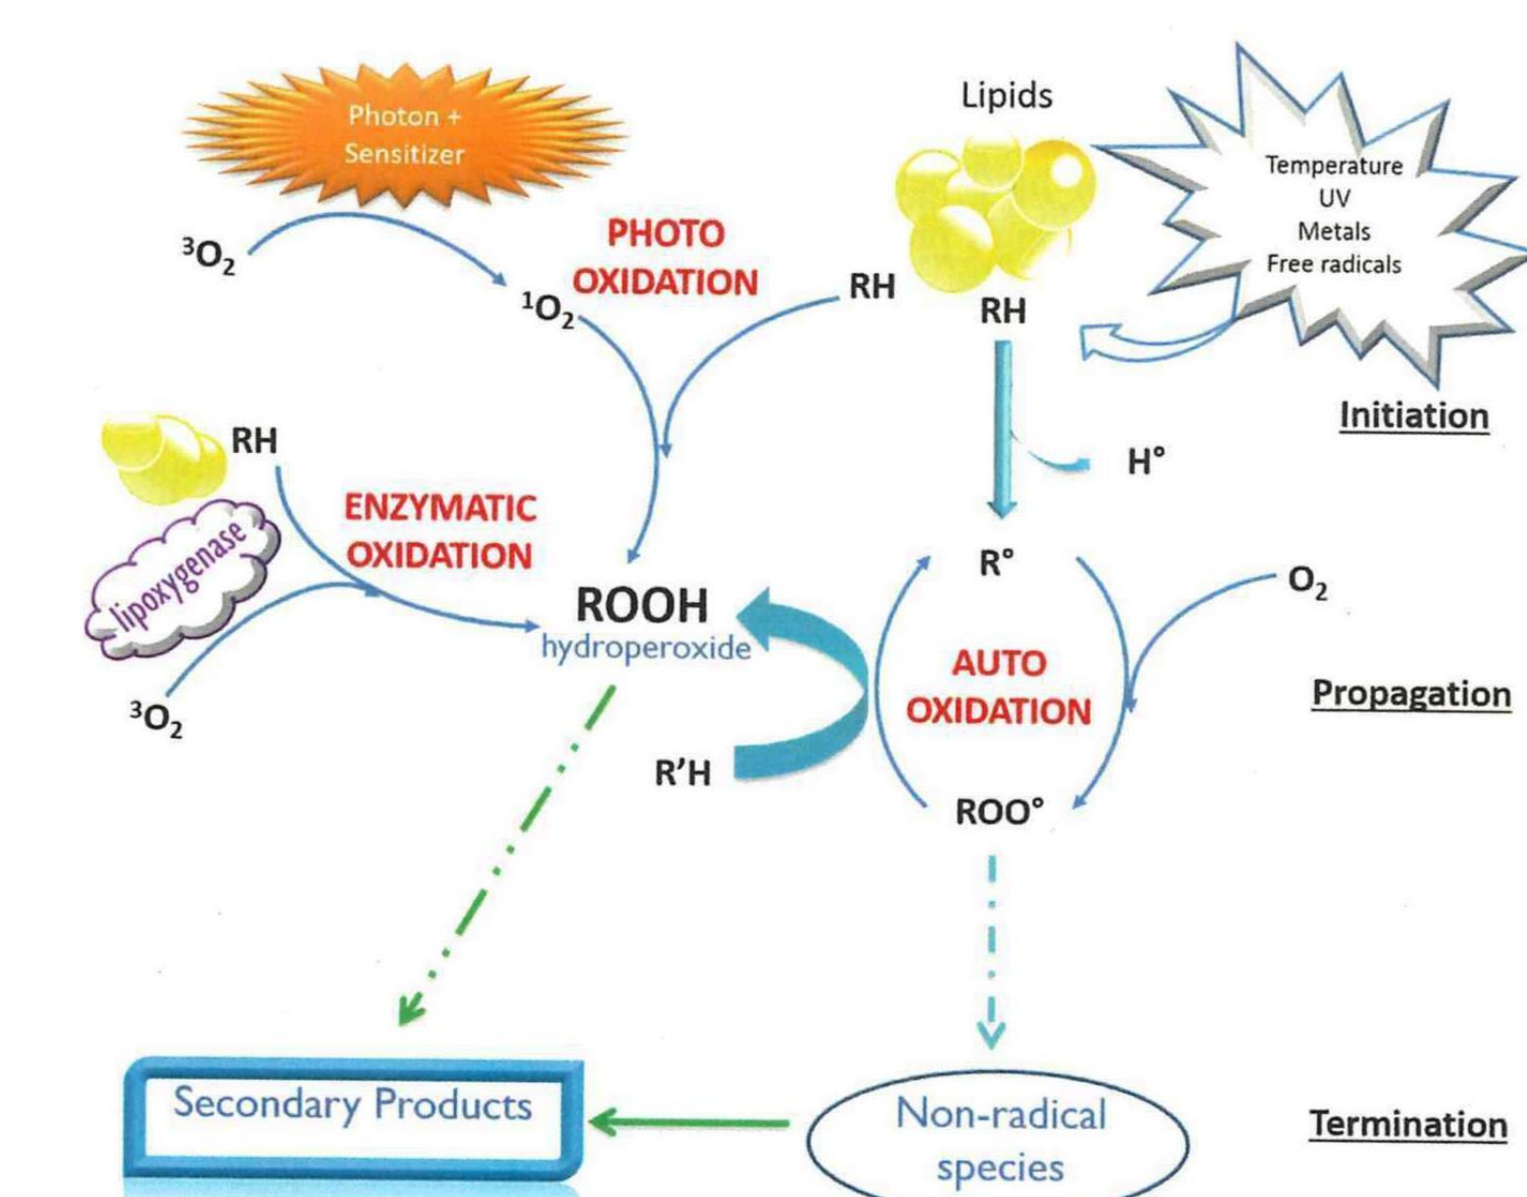 Photon +
Sensitizer
Lipids
Temperature
UV
Metals
Free radicals
³O₂
PHOTO
OXIDATION
¹O₂
RH
RH
Initiation
RH
H°
ENZYMATIC
OXIDATION
lipoxygenase
R°
O₂
ROOH
hydroperoxide
AUTO
OXIDATION
Propagation
³O₂
R’H
ROO°
Secondary Products
Non-radical
species
Termination